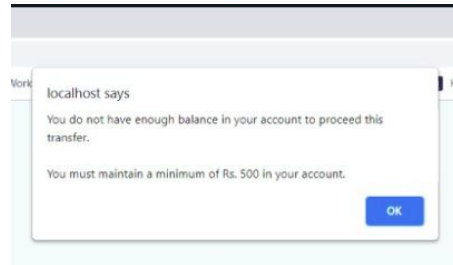 Work
localhost says
You do not have enough balance in your account to proceed this
transfer.
You must maintain a minimum of Rs. 500 in your account.
OK